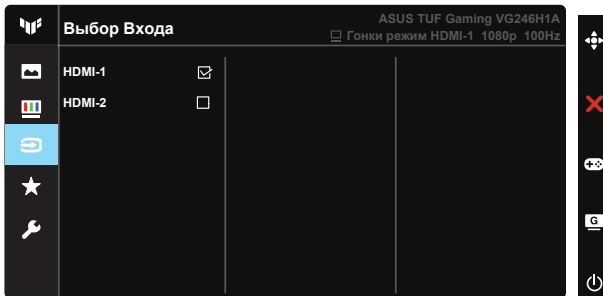 Выбор Входа
ASUS TUF Gaming VG246H1A
Гонки режим HDMI-1 1080p 100Hz
HDMI-1
HDMI-2
G